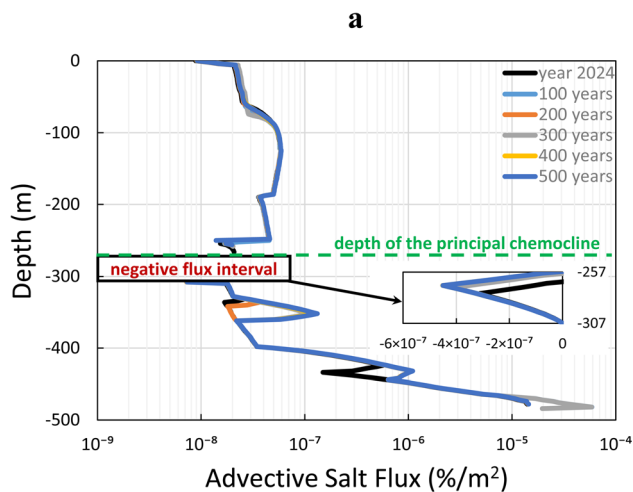 a
0
-100
-200
-300
-400
-500
Depth (m)
year 2024
100 years
200 years
300 years
400 years
500 years
depth of the principal chemocline
negative flux interval
-257
-307
-6×10⁻⁷ -4×10⁻⁷ -2×10⁻⁷ 0
10⁻⁹ 10⁻⁸ 10⁻⁷ 10⁻⁶ 10⁻⁵ 10⁻⁴
Advective Salt Flux (%/m²)